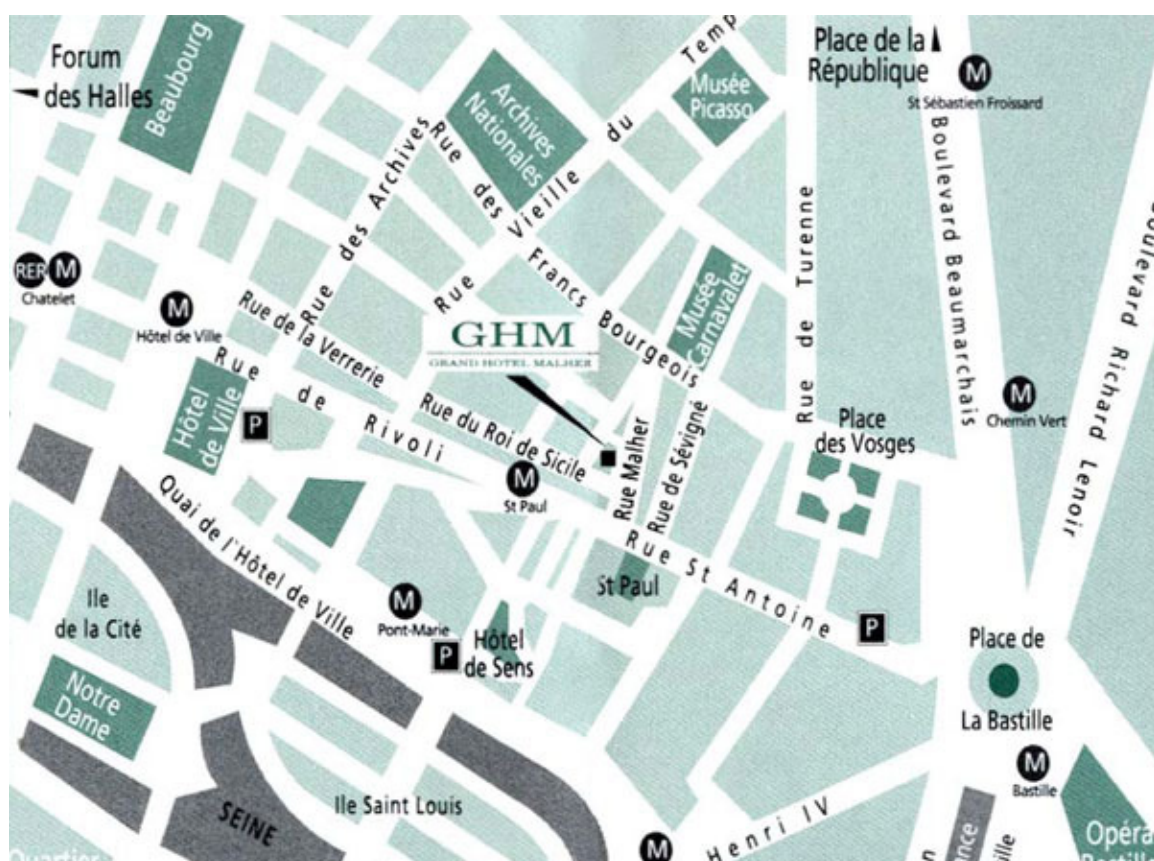 Forum
des Halles
Beaubourg
Archives
Nationales
Musée
Picasso
Place de la
République
M
St Sébastien Froissard
Rue des Archives
Rue des Francs Bourgeois
Rue Vieille du Temp
Rue de Turenne
Boulevard Beaumarchais
Boulevard Richard Lenoir
RER M
Chatelet
M
Hôtel de Ville
Rue de la Verrerie
GHM
GRAND HOTEL MALHER
Musée
Carnavalet
M
Chemin Vert
Hôtel
de Ville
P
Rue de Rivoli
Rue du Roi de Sicile
Rue Malher
Rue de Sévigné
Place
des Vosges
M
St Paul
Quai de l'Hôtel de Ville
Rue St Antoine
St Paul
Ile
de la Cité
M
Pont-Marie
P
Hôtel
de Sens
P
Place de
La Bastille
Notre
Dame
M
Bastille
SEINE
Ile Saint Louis
M
Henri IV
Opéra
Quartier